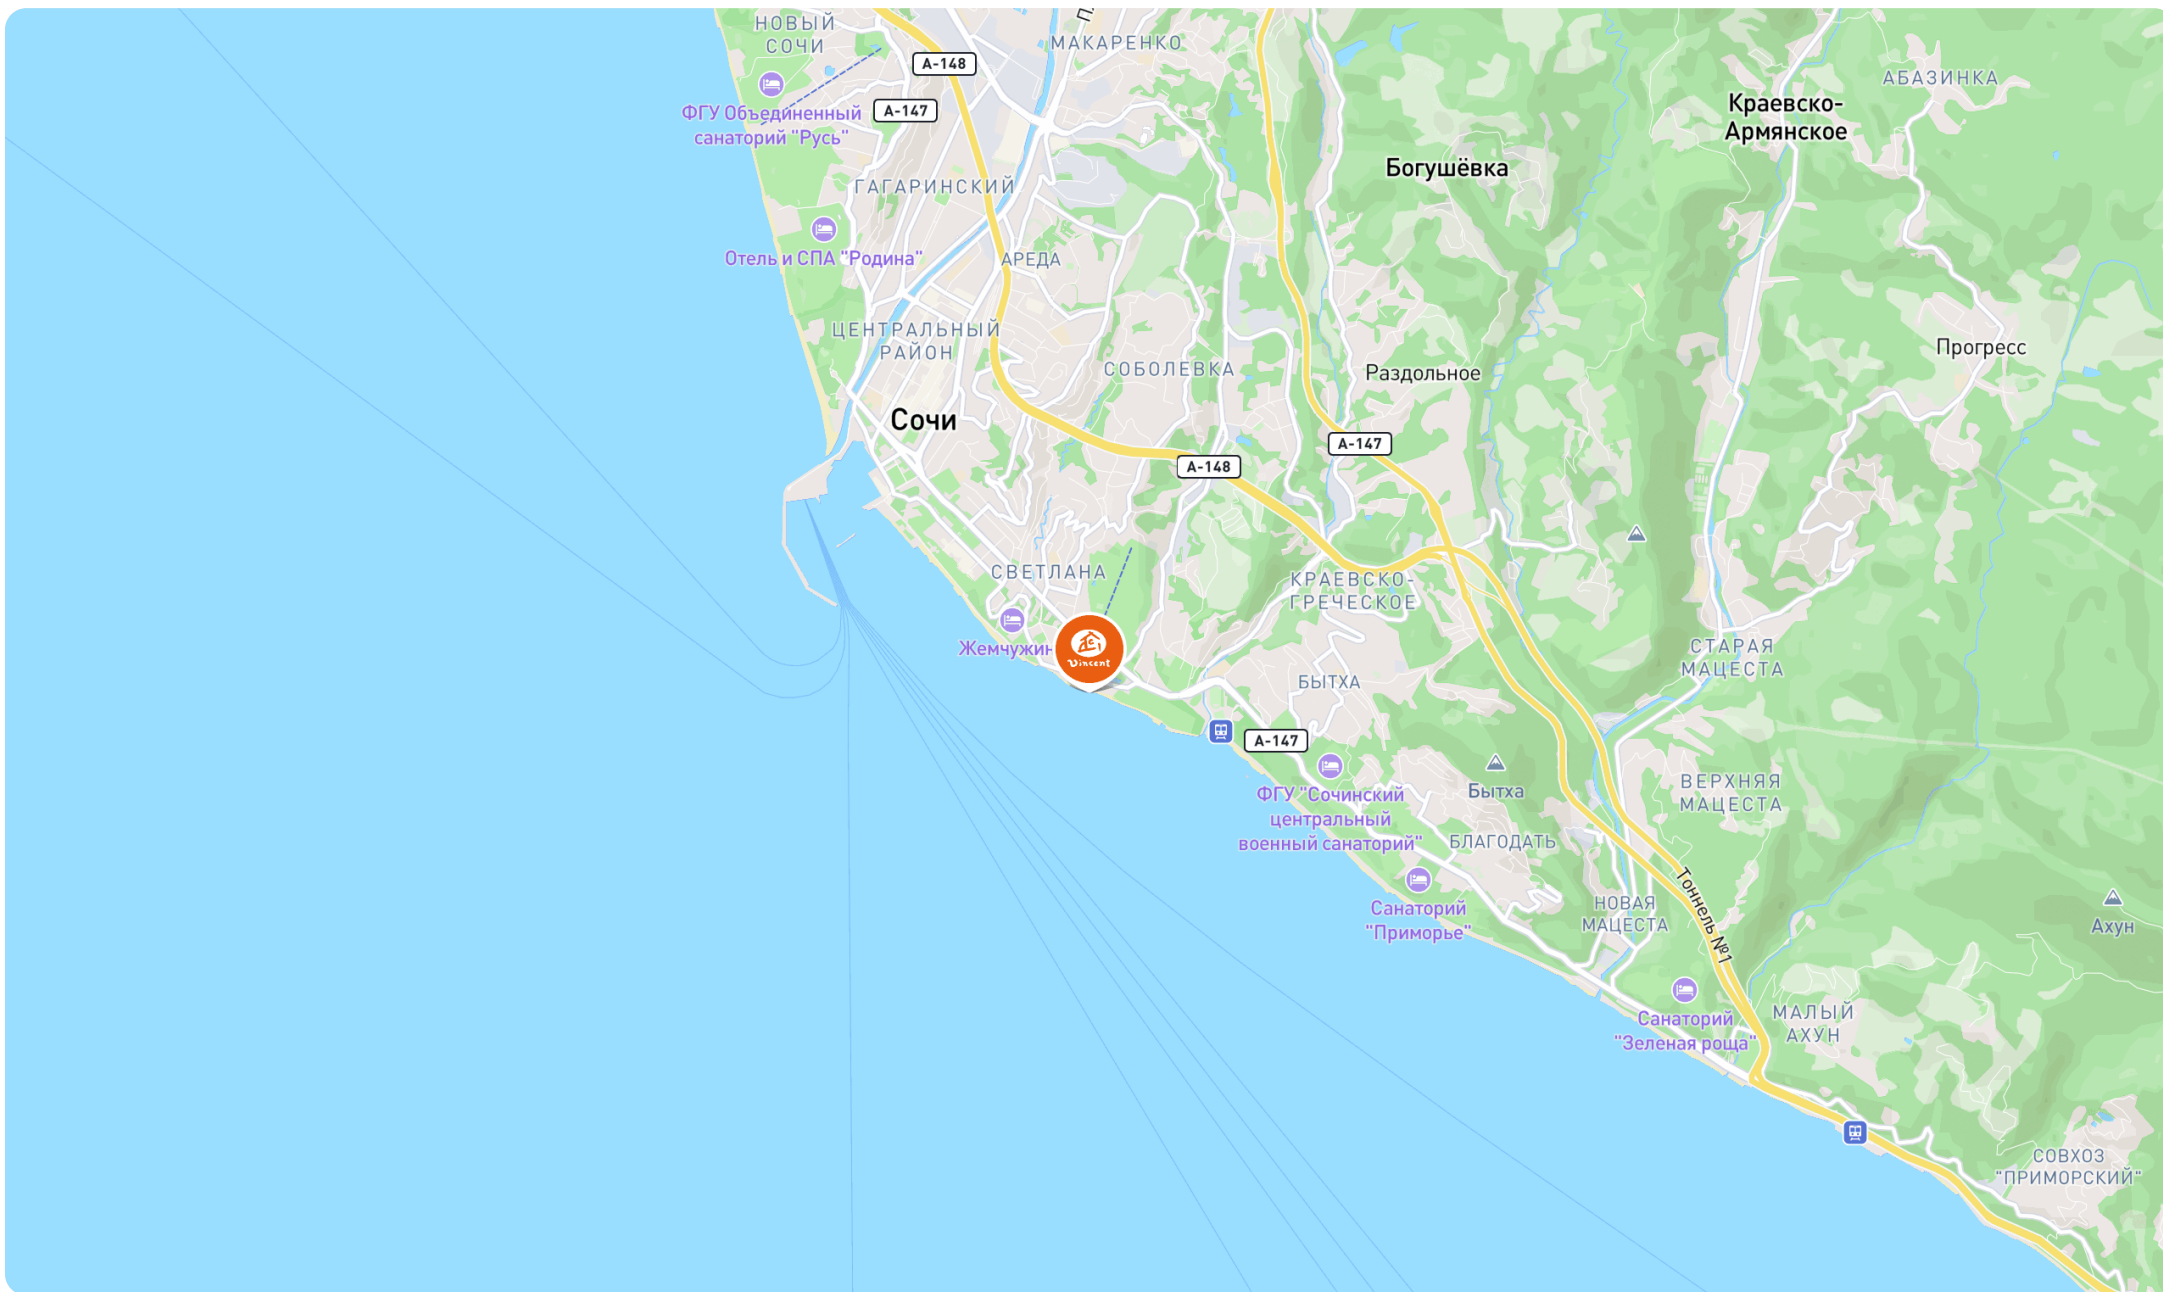 НОВЫЙ
СОЧИ
П
МАКАРЕНКО
А-148
АБАЗИНКА
ФГУ Объединенный
санаторий "Русь"
А-147
Краевско-
Армянское
Богушёвка
ГАГАРИНСКИЙ
Отель и СПА "Родина"
АРЕДА
ЦЕНТРАЛЬНЫЙ
РАЙОН
СОБОЛЕВКА
Раздольное
Прогресс
Сочи
А-148
А-147
СВЕТЛАНА
КРАЕВСКО-
ГРЕЧЕСКОЕ
Жемчужин
Vincent
СТАРАЯ
МАЦЕСТА
БЫТХА
А-147
ФГУ "Сочинский
центральный
военный санаторий"
Бытха
ВЕРХНЯЯ
МАЦЕСТА
БЛАГОДАТЬ
Санаторий
"Приморье"
НОВАЯ
МАЦЕСТА
Тоннель №1
Ахун
Санаторий
"Зеленая роща"
МАЛЫЙ
АХУН
СОВХОЗ
"ПРИМОРСКИЙ"